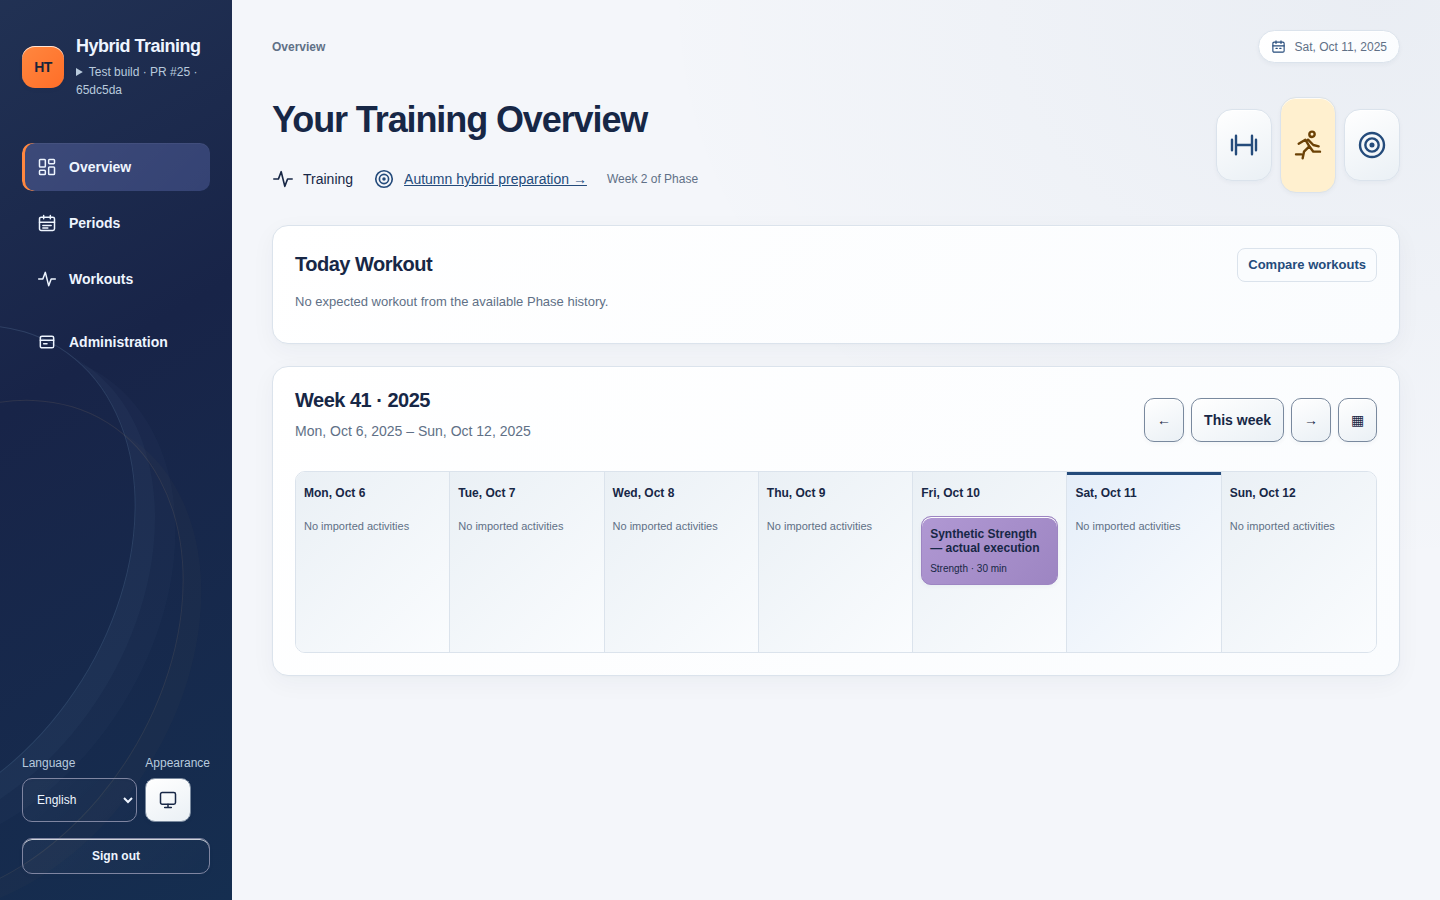 HT
Hybrid Training
▶ Test build · PR #25 ·
65dc5da
Overview
Periods
Workouts
Administration
Language
Appearance
English
Sign out
Overview
Sat, Oct 11, 2025
Your Training Overview
Training
Autumn hybrid preparation →
Week 2 of Phase
Today Workout
Compare workouts
No expected workout from the available Phase history.
Week 41 · 2025
Mon, Oct 6, 2025 – Sun, Oct 12, 2025
←
This week
→
Mon, Oct 6
No imported activities
Tue, Oct 7
No imported activities
Wed, Oct 8
No imported activities
Thu, Oct 9
No imported activities
Fri, Oct 10
Synthetic Strength
— actual execution
Strength · 30 min
Sat, Oct 11
No imported activities
Sun, Oct 12
No imported activities